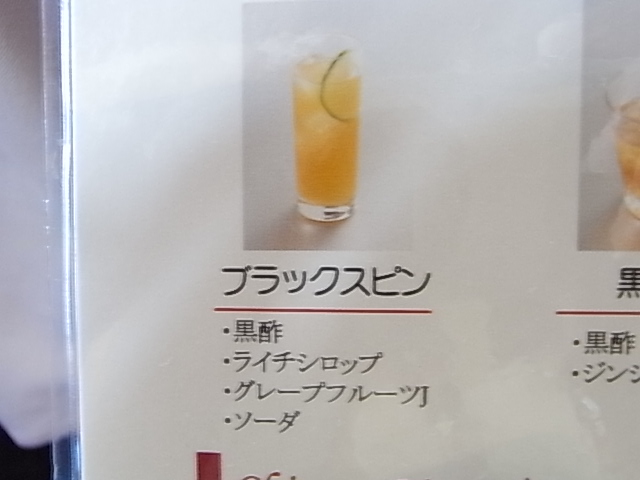 ブラックスピン
・黒酢
・ライチシロップ
・グレープフルーツJ
・ソーダ
黒
・黒酢
・ジンジ